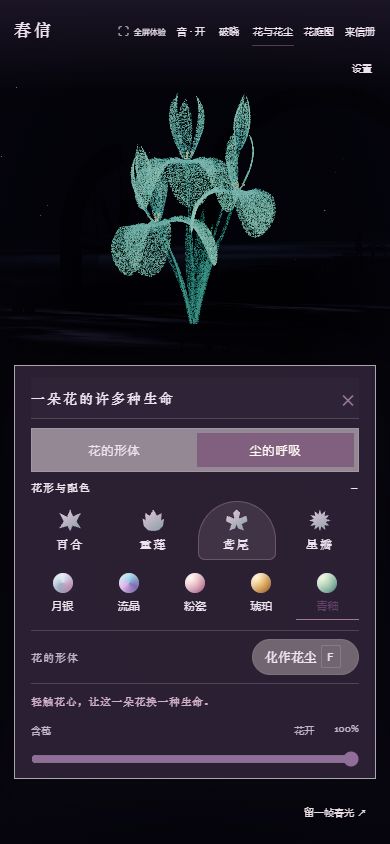 春信
全屏体验 音·开 破晓 花与花尘 花庭图 来信册
设置
一朵花的许多种生命
花的形体 尘的呼吸
花形与配色
百合 重莲 鸢尾 星瓣
月银 流晶 粉瓷 琥珀 青釉
花的形体 化作花尘 F
轻触花心，让这一朵花换一种生命。
含苞 花开 100%
留一帧春光 ↗